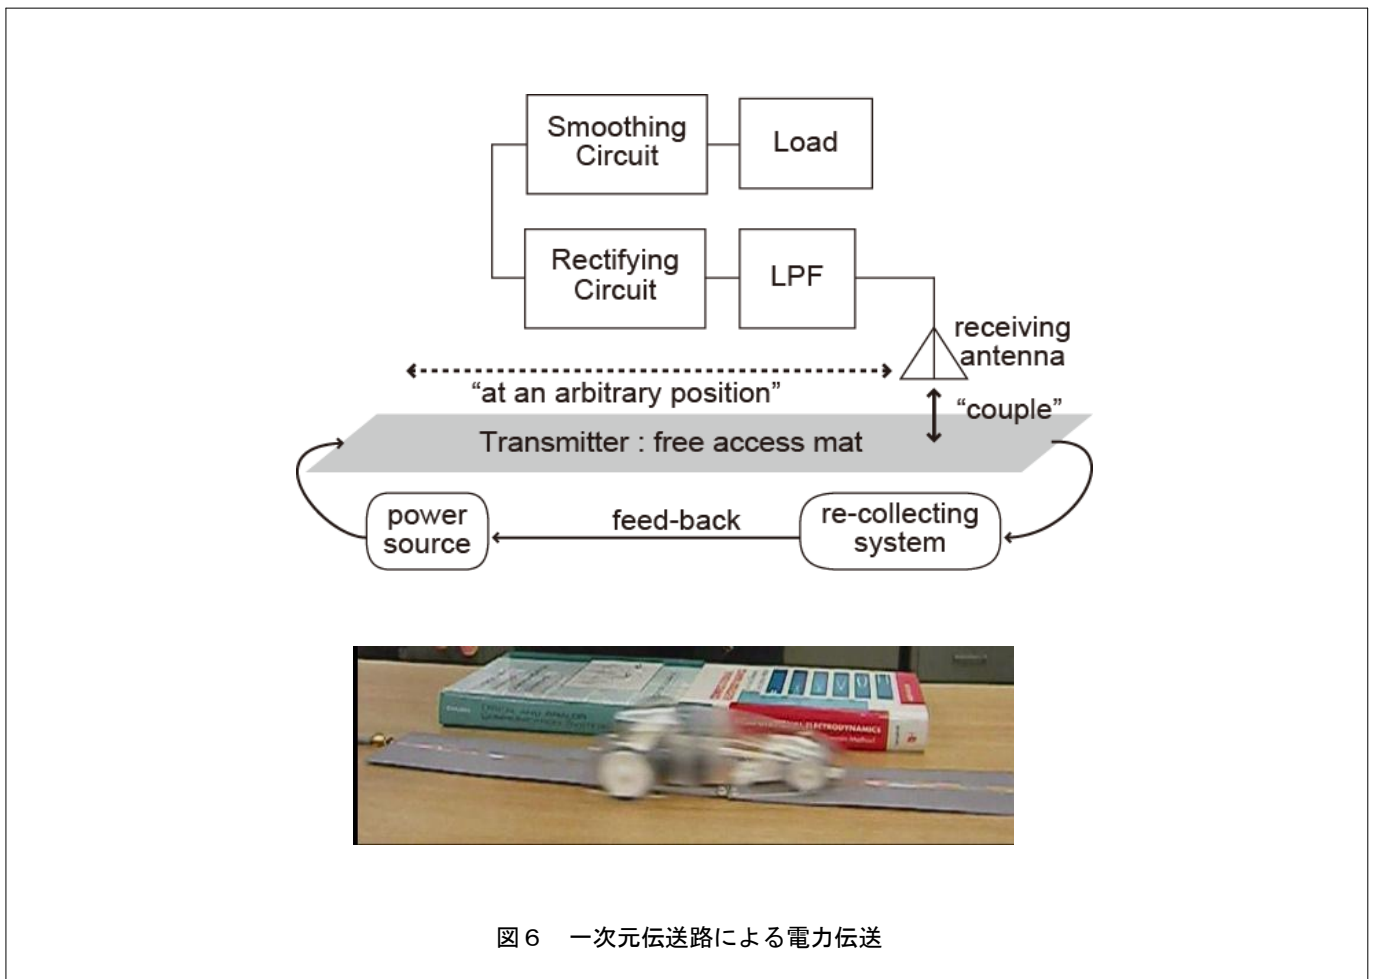 Smoothing
Circuit
Load
Rectifying
Circuit
LPF
receiving
antenna
“at an arbitrary position”
“couple”
Transmitter : free access mat
power
source
feed-back
re-collecting
system
ELECTRODYNAMICS
図６　一次元伝送路による電力伝送